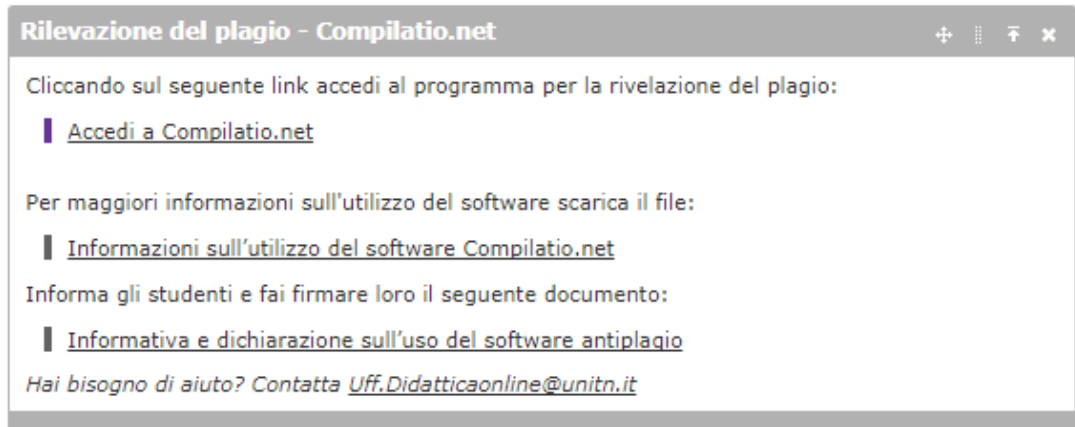 Rilevazione del plagio - Compilatio.net
Cliccando sul seguente link accedi al programma per la rivelazione del plagio:
Accedi a Compilatio.net
Per maggiori informazioni sull'utilizzo del software scarica il file:
Informazioni sull’utilizzo del software Compilatio.net
Informa gli studenti e fai firmare loro il seguente documento:
Informativa e dichiarazione sull’uso del software antiplagio
Hai bisogno di aiuto? Contatta Uff.Didatticaonline@unitn.it